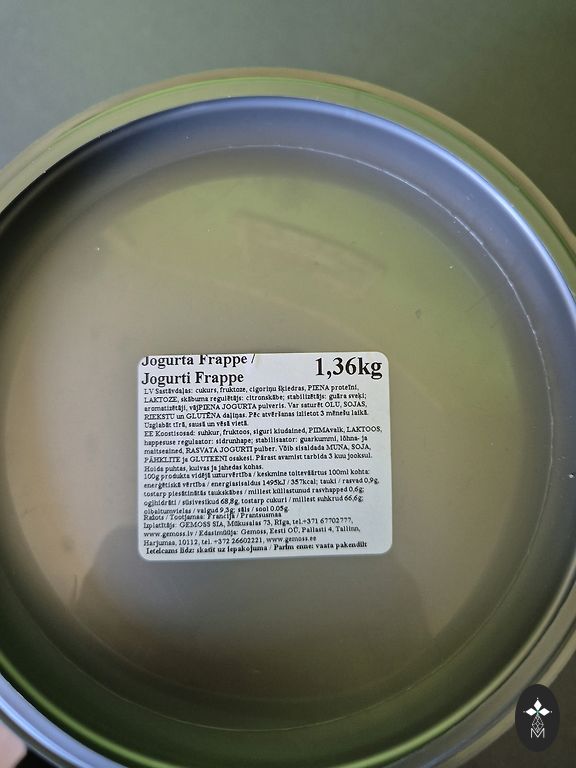 Jogurta Frappe /
Jogurti Frappe
1,36kg
LV Sastāvdaļas: cukurs, fruktoze, cigoriņu šķiedras, PIENA proteīni,
LAKTOZE, skābuma regulētājs: citronskābe; stabilizētājs: guāra sveķi;
aromatizētāji, vājPIENA JOGURTA pulveris. Var saturēt OLU, SOJAS,
RIEKSTU un GLUTĒNA daļiņas. Pēc atvēršanas izlietot 3 mēnešu laikā.
Uzglabāt tīrā, sausā un vēsā vietā.
EE Koostisosad: suhkur, fruktoos, siguri kiudained, PIIMAvalk, LAKTOOS,
happesuse regulaator: sidrunhape; stabilisaator: guarkummi, lõhna- ja
maitseained, RASVATA JOGURTI pulber. Võib sisaldada MUNA, SOJA,
PÄHKLITE ja GLUTEENI osakesi. Pärast avamist tarbida 3 kuu jooksul.
Hoida puhtas, kuivas ja jahedas kohas.
100g produkts vidējā uzturvērtība / keskmine toiteväärtus 100ml kohta:
enerģētiskā vērtība / energiasisaldus 1495kJ / 357kcal; tauki / rasvad 0,9g,
tostarp piesātinātās taukskābes / millest küllastunud rasvhapped 0,6g;
ogļhidrāti / süsivesikud 68,8g, tostarp cukuri / millest suhkrud 66,6g;
olbaltumvielas / valgud 9,3g; sāls / sool 0.05g.
Ražots / Tootjamaa: Francijā / Prantsusmaa
Izplatītājs: GEMOSS SIA, Mūkusalas 73, Rīga, tel.+371 67702777,
www.gemoss.lv / Edasimüüja: Gemoss, Eesti OÜ, Pallasti 4, Tallinn,
Harjumaa, 10112, tel. +372 26602221, www.gemoss.ee
Ieteicams līdz: skatīt uz iepakojuma / Parim enne: vaata pakendilt
M